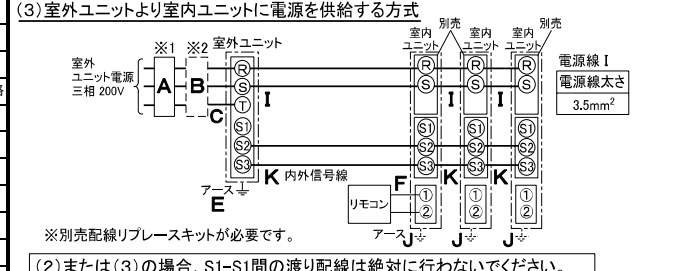 (3)室外ユニットより室内ユニットに電源を供給する方式
※1 ※2 室外ユニット
室外
ユニット電源
三相 200V
A
B
C
R
S
T
S1
S2
S3
I
K 内外信号線
アース
E
室内
ユニット
別売
室内
ユニット
別売
室内
ユニット
R
S
I
R
S
I
R
S
S1
S2
S3
K
S1
S2
S3
K
S1
S2
S3
F
リモコン
①
②
①
②
①
②
アース J
J
J
電源線 I
電源線太さ
3.5mm²
※別売配線リプレースキットが必要です。
(2)または(3)の場合、S1-S1間の渡り配線は絶対に行わないでください。